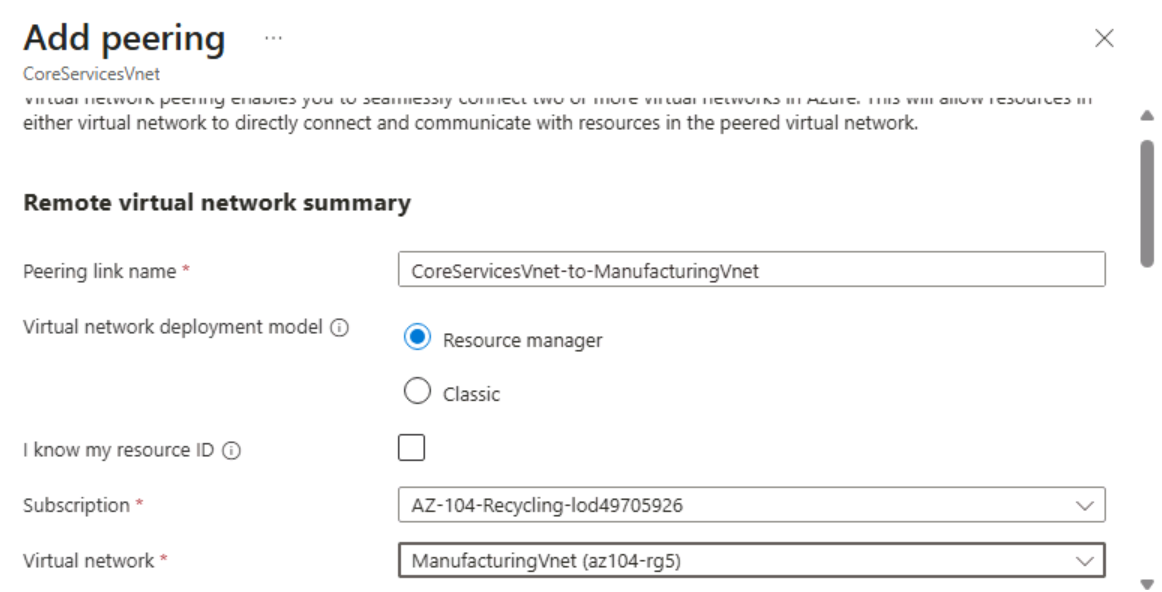 Add peering ...
CoreServicesVnet
Virtual network peering enables you to seamlessly connect two or more virtual networks in Azure. This will allow resources in
either virtual network to directly connect and communicate with resources in the peered virtual network.
Remote virtual network summary
Peering link name *
CoreServicesVnet-to-ManufacturingVnet
Virtual network deployment model
Resource manager
Classic
I know my resource ID
Subscription *
AZ-104-Recycling-lod49705926
Virtual network *
ManufacturingVnet (az104-rg5)